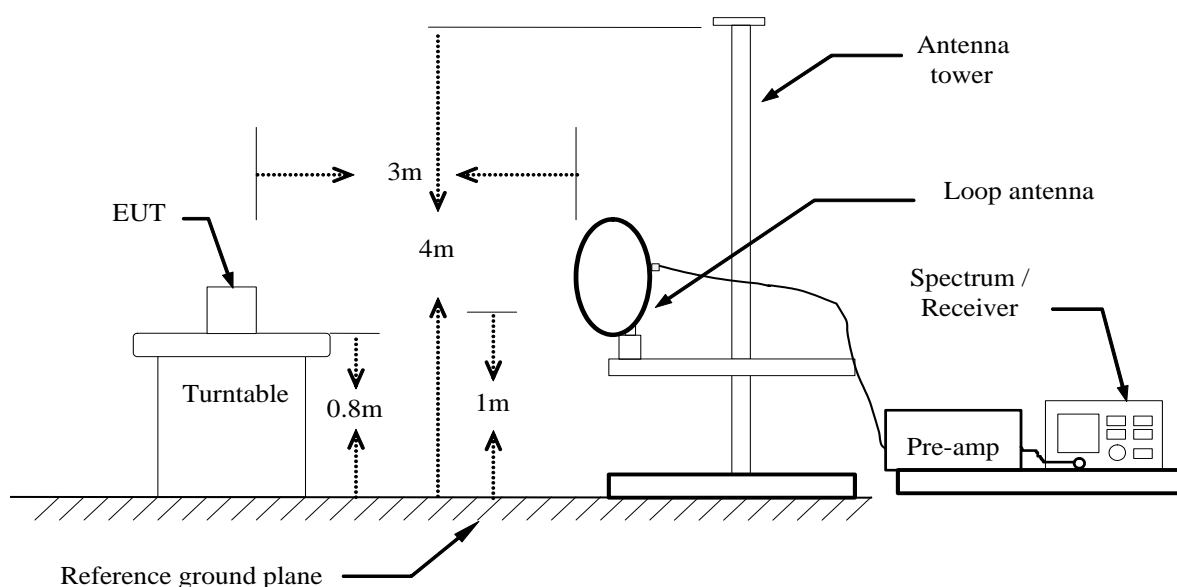 Antenna
tower
3m
EUT
Loop antenna
4m
Spectrum /
Receiver
Turntable
0.8m
1m
Pre-amp
Reference ground plane